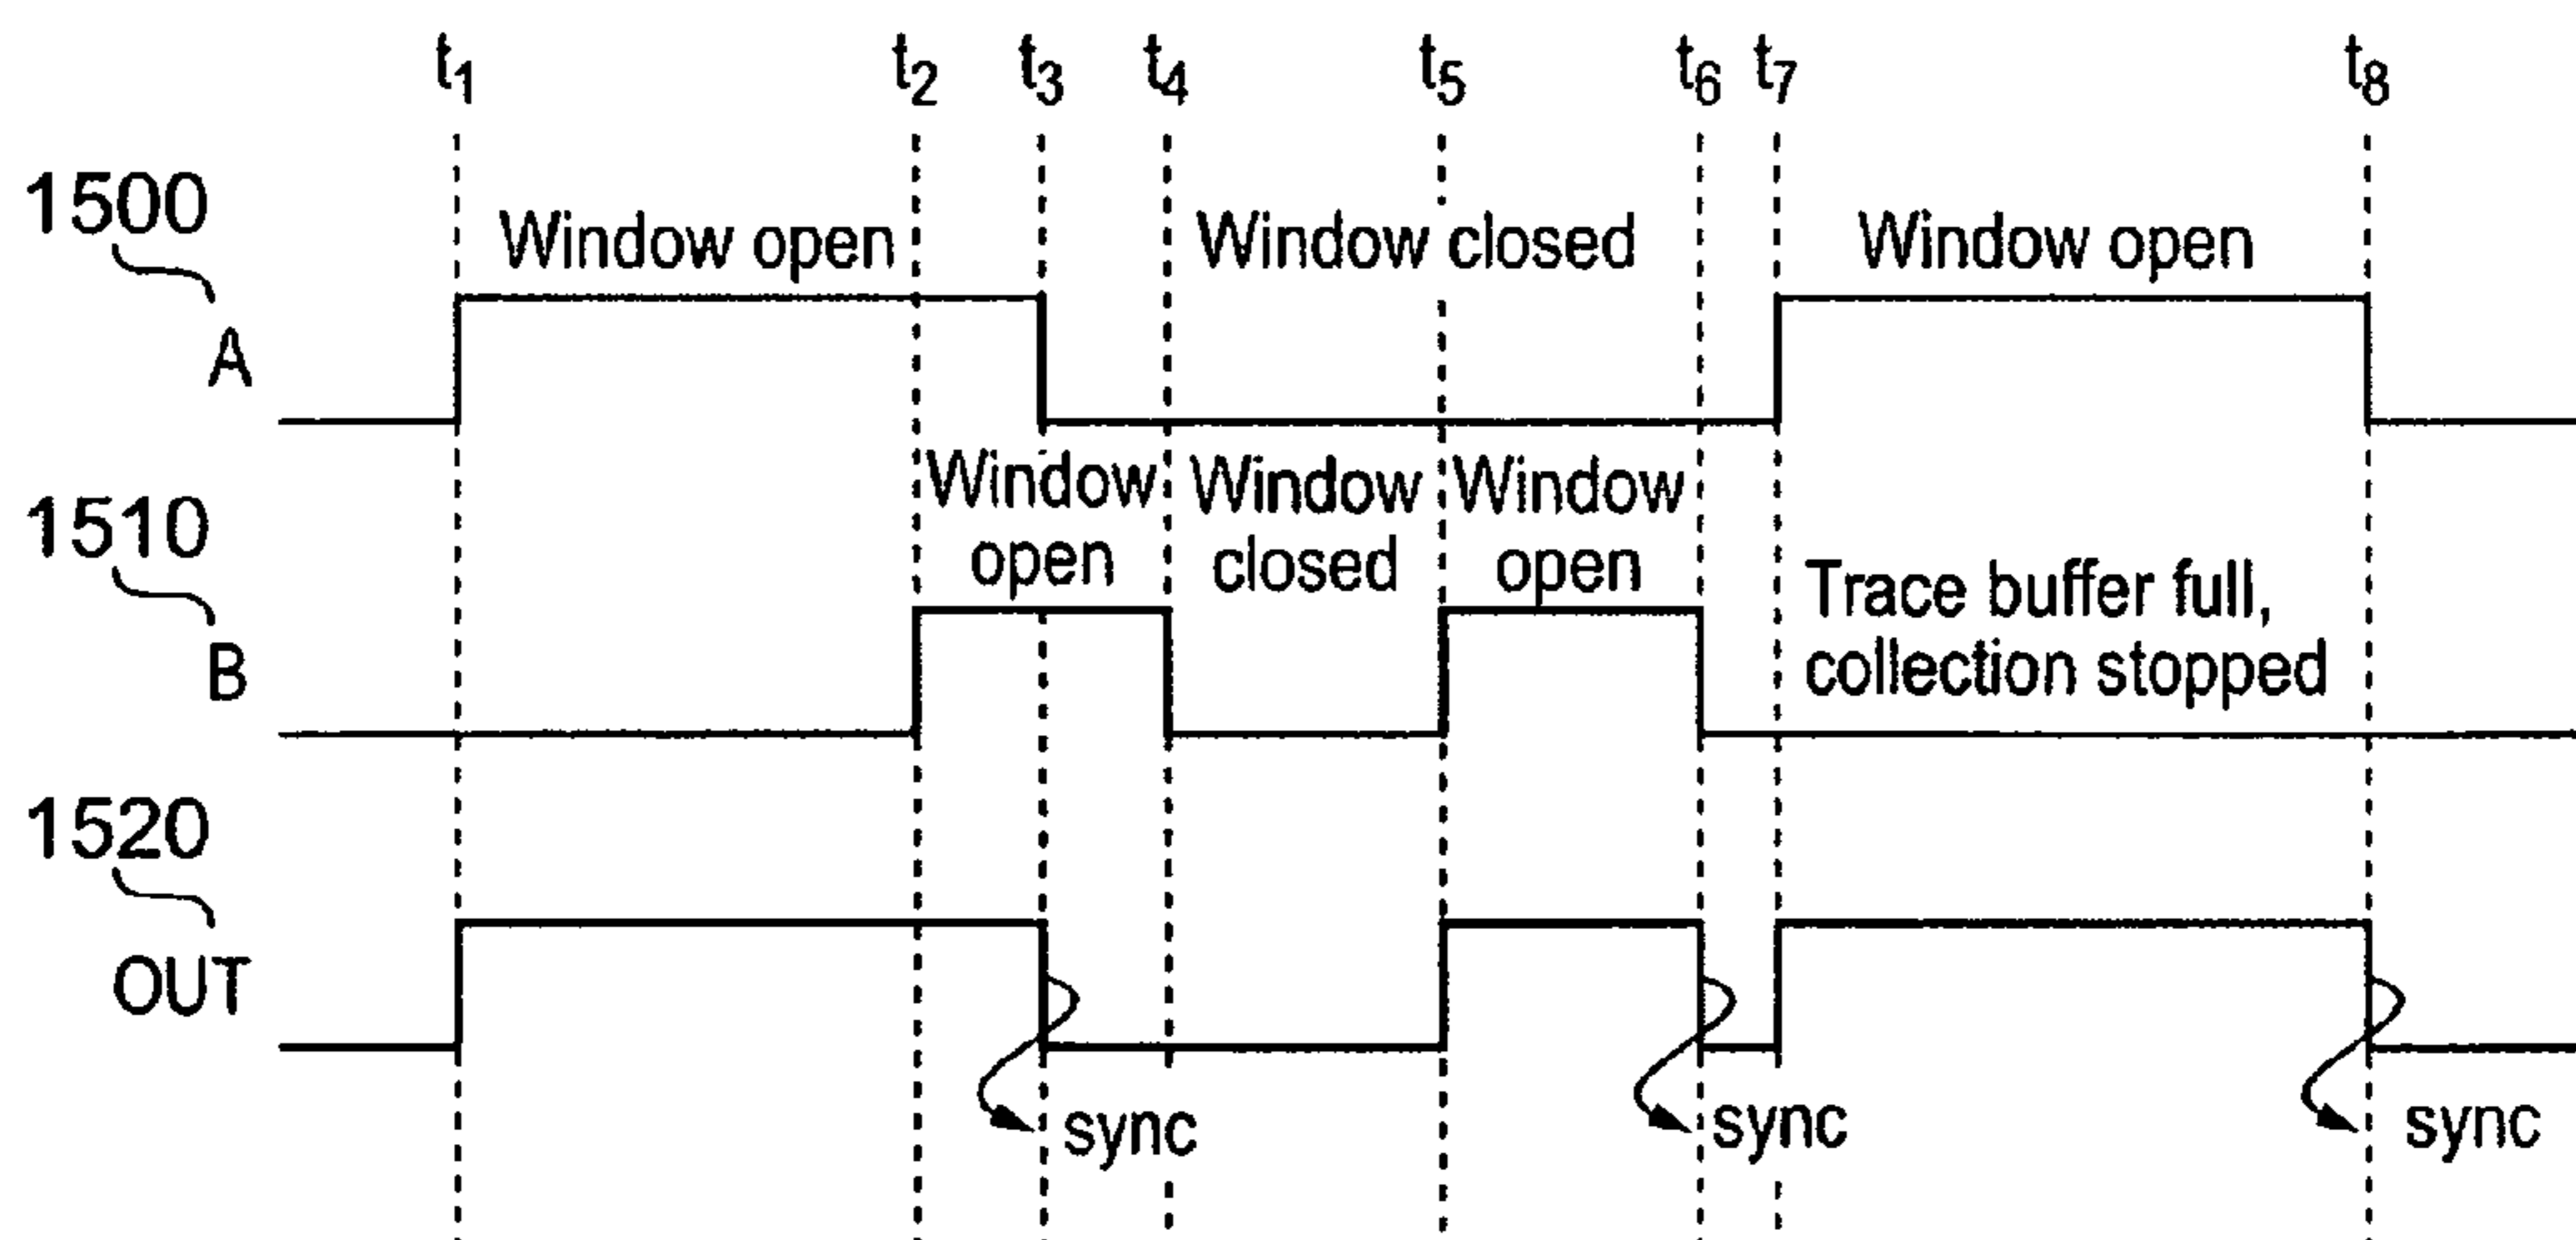 t1 t2 t3 t4 t5 t6 t7 t8
1500
Window open Window closed Window open
A
Window open
Window closed
Window open
1510
Trace buffer full,
collection stopped
B
1520
OUT
sync sync sync